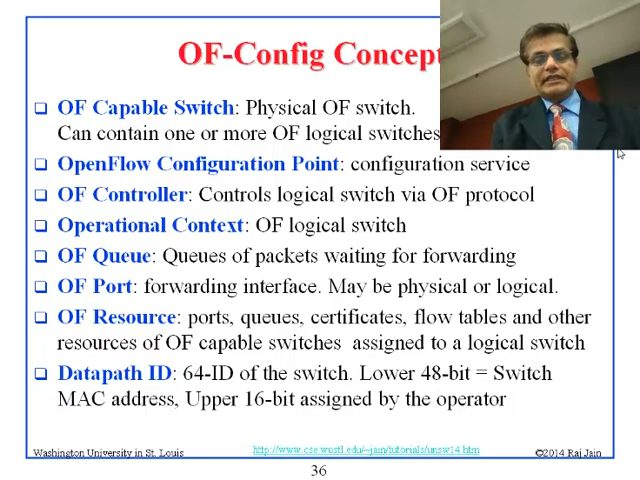 OF-Config Concept
OF Capable Switch: Physical OF switch.
Can contain one or more OF logical switches
OpenFlow Configuration Point: configuration service
OF Controller: Controls logical switch via OF protocol
Operational Context: OF logical switch
OF Queue: Queues of packets waiting for forwarding
OF Port: forwarding interface. May be physical or logical.
OF Resource: ports, queues, certificates, flow tables and other
resources of OF capable switches assigned to a logical switch
Datapath ID: 64-ID of the switch. Lower 48-bit = Switch
MAC address, Upper 16-bit assigned by the operator
Washington University in St. Louis
http://www.cse.wustl.edu/~jain/tutorials/unsw14.htm
©2014 Raj Jain
36